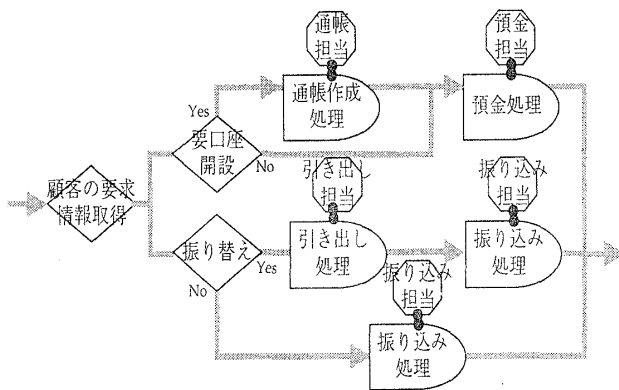 通帳
担当
預金
担当
通帳作成
処理
預金処理
Yes
要口座
開設
No
引き出し
担当
振り込み
担当
顧客の要求
情報取得
振り替え
Yes
引き出し
処理
振り込み
処理
No
振り込み
担当
振り込み
処理